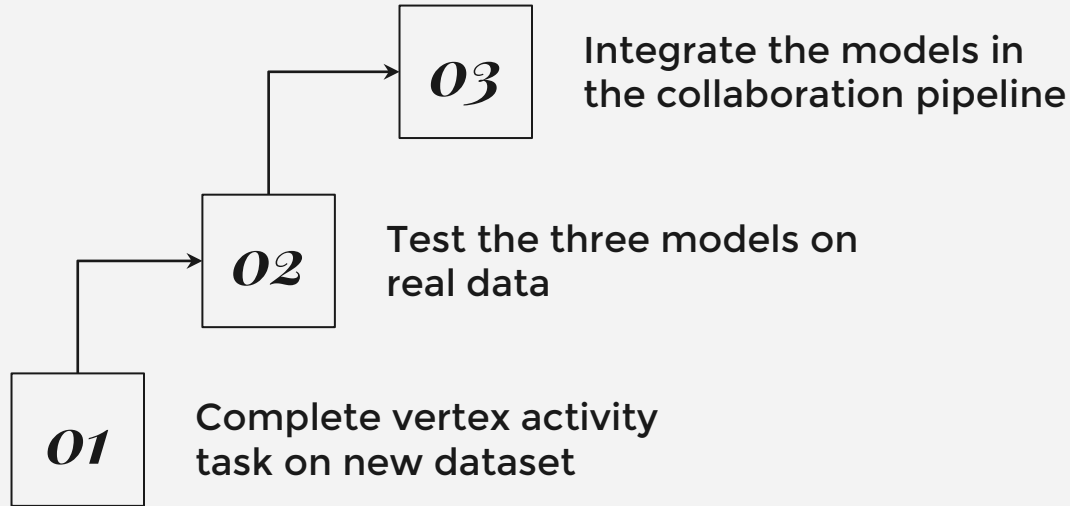 03
Integrate the models in
the collaboration pipeline
02
Test the three models on
real data
01
Complete vertex activity
task on new dataset